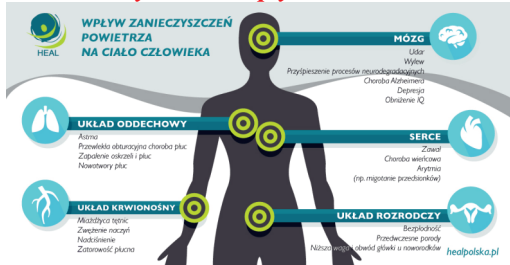 WPŁYW ZANIECZYSZCZEŃ
POWIETRZA
NA CIAŁO CZŁOWIEKA
HEAL
MÓZG
Udar
Wylew
Przyśpieszenie procesów neurodegradacyjnych
Choroba Alzheimera
Depresja
Obniżenie IQ
UKŁAD ODDECHOWY
Astma
Przewlekła obturacyjna choroba płuc
Zapalenie oskrzeli i płuc
Nowotwory płuc
SERCE
Zawał
Choroba wieńcowa
Arytmia
(np. migotanie przedsionków)
UKŁAD KRWIONOŚNY
Miażdżyca tętnic
Zwężenie naczyń
Nadciśnienie
Zatorowość płucna
UKŁAD ROZRODCZY
Bezpłodność
Przedwczesne porody
Niższa waga i obwód główki u noworodków
healpolska.pl